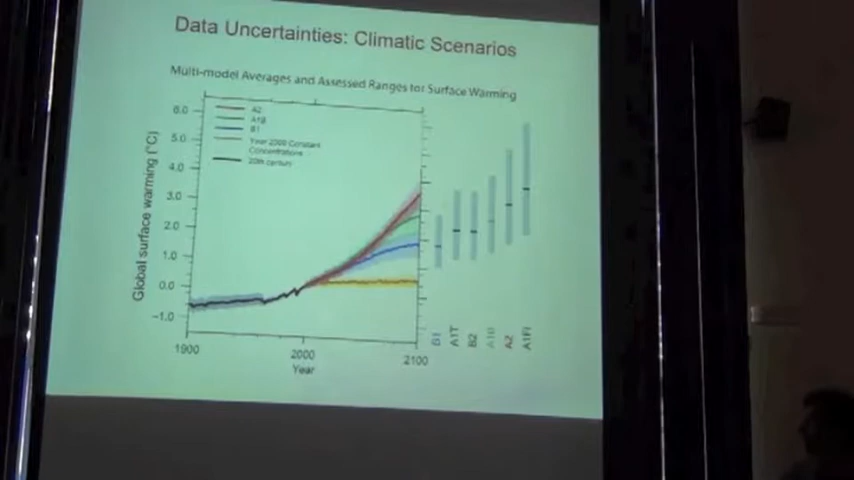 Data Uncertainties: Climatic Scenarios
Multi-model Averages and Assessed Ranges for Surface Warming
6.0
5.0
4.0
3.0
2.0
1.0
0.0
−1.0
Global surface warming (°C)
A2
A1B
B1
Year 2000 Constant
Concentrations
20th century
1900
2000
2100
Year
B1
A1T
B2
A1B
A2
A1FI